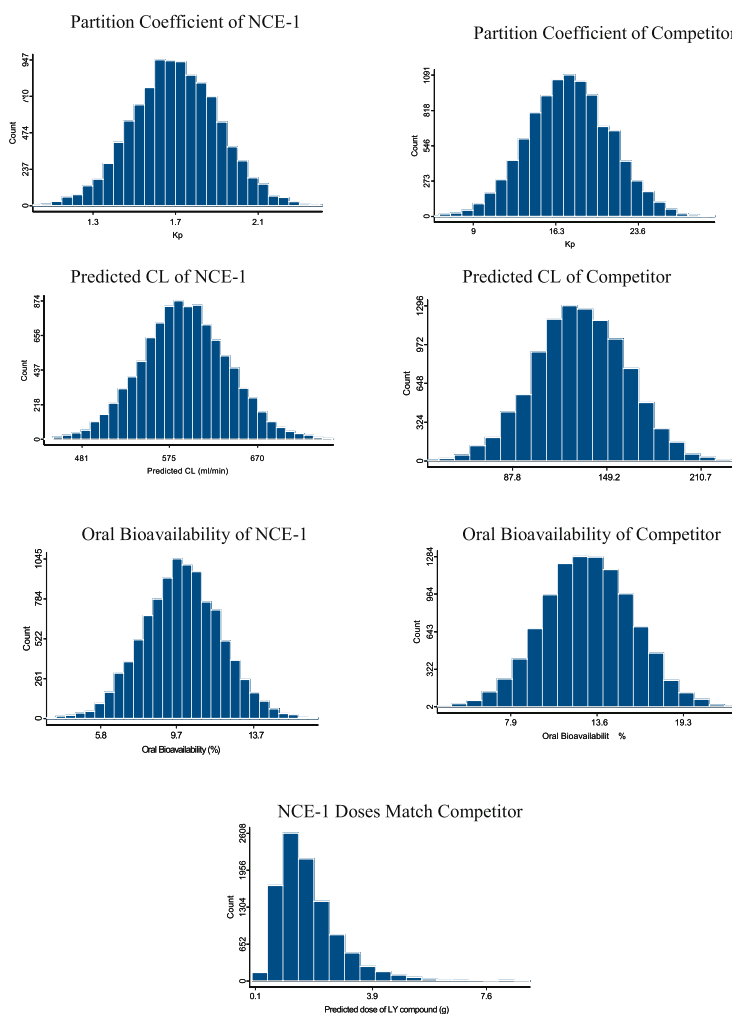 Partition Coefficient of NCE-1
947
710
474
237
0
Count
1.3
1.7
2.1
Kp
Partition Coefficient of Competitor
1091
818
546
273
0
Count
9
16.3
23.6
Kp
Predicted CL of NCE-1
874
656
437
218
0
Count
481
575
670
Predicted CL (ml/min)
Predicted CL of Competitor
1296
972
648
324
0
Count
87.8
149.2
210.7
Oral Bioavailability of NCE-1
1045
784
522
261
0
Count
5.8
9.7
13.7
Oral Bioavailability (%)
Oral Bioavailability of Competitor
1284
964
643
322
2
Count
7.9
13.6
19.3
Oral Bioavailabilit %
NCE-1 Doses Match Competitor
2608
1956
1304
652
0
Count
0.1
3.9
7.6
Predicted dose of LY compound (g)